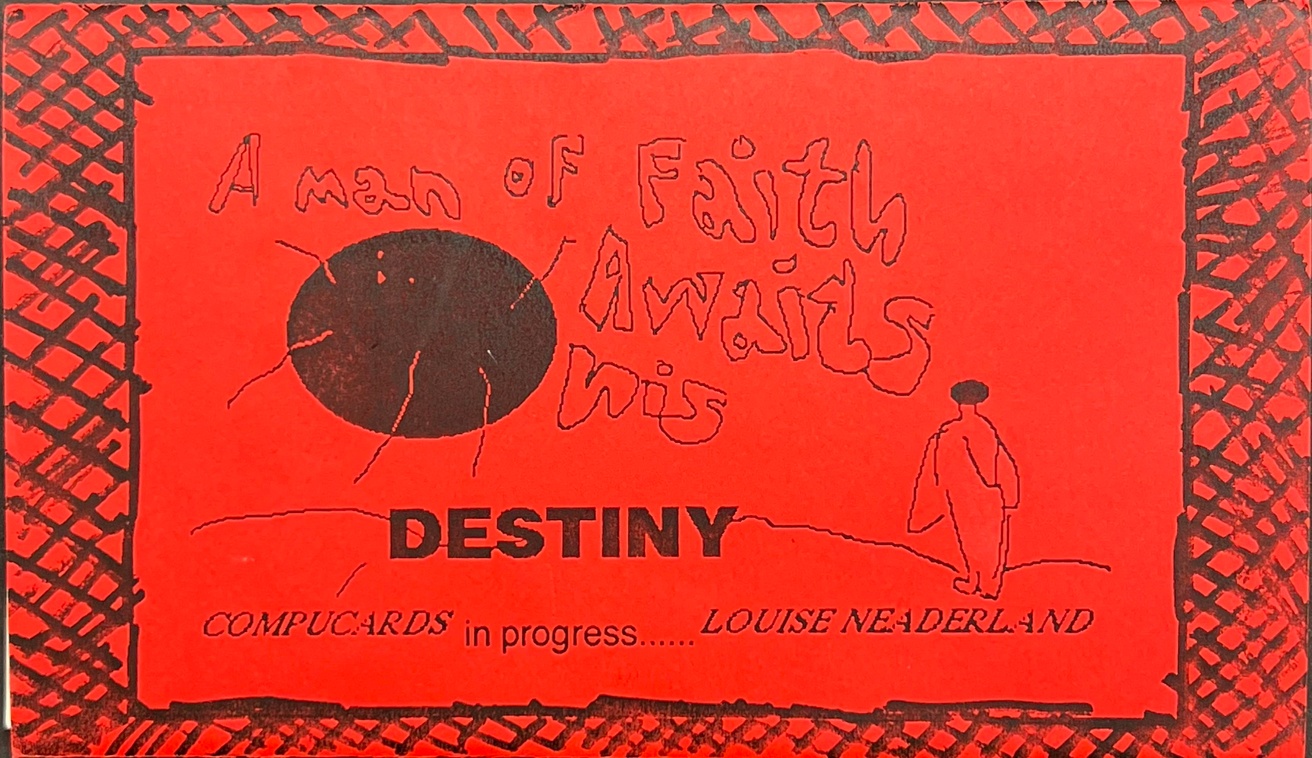 A man of Faith
Awaits
his
DESTINY
COMPUCARDS in progress...... LOUISE NEADERLAND